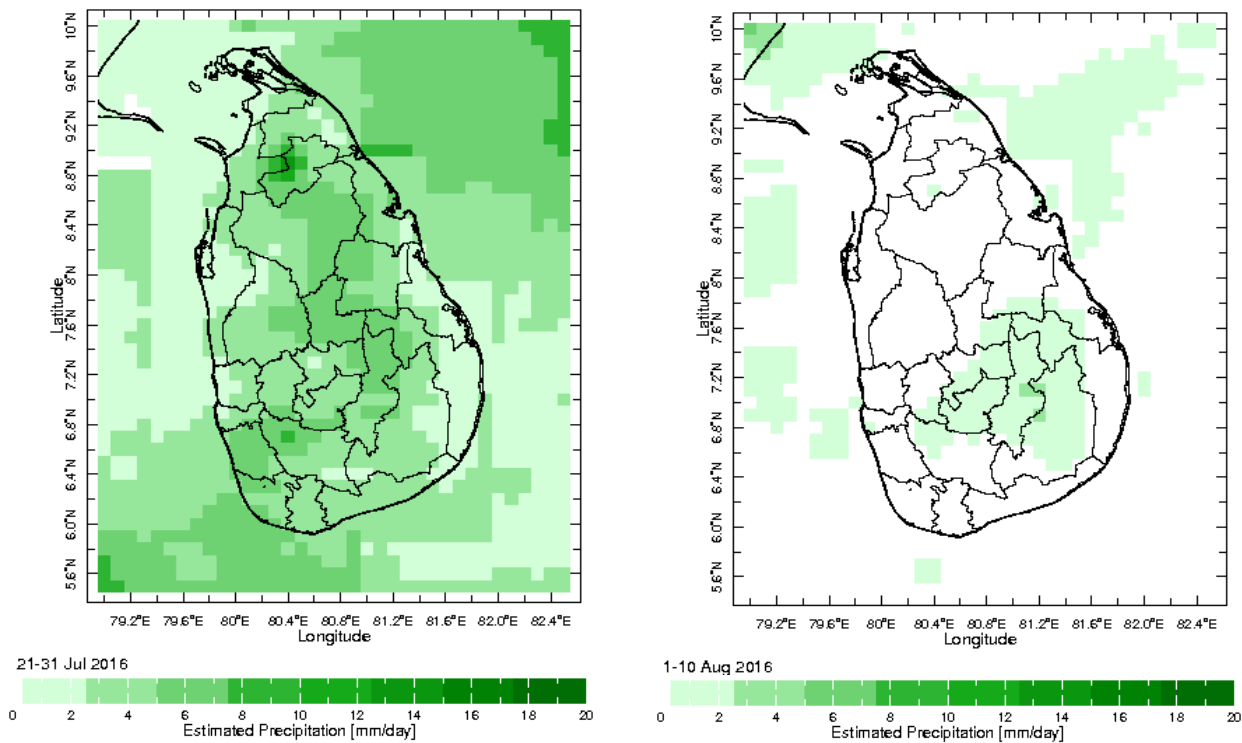 10°N
9.6°N
9.2°N
8.8°N
8.4°N
8°N
7.6°N
7.2°N
6.8°N
6.4°N
6.0°N
5.6°N
Latitude
79.2°E 79.6°E 80°E 80.4°E 80.8°E 81.2°E 81.6°E 82.0°E 82.4°E
Longitude
21-31 Jul 2016
0 2 4 6 8 10 12 14 16 18 20
Estimated Precipitation [mm/day]
10°N
9.6°N
9.2°N
8.8°N
8.4°N
8°N
7.6°N
7.2°N
6.8°N
6.4°N
6.0°N
5.6°N
Latitude
79.2°E 79.6°E 80°E 80.4°E 80.8°E 81.2°E 81.6°E 82.0°E 82.4°E
Longitude
1-10 Aug 2016
0 2 4 6 8 10 12 14 16 18 20
Estimated Precipitation [mm/day]